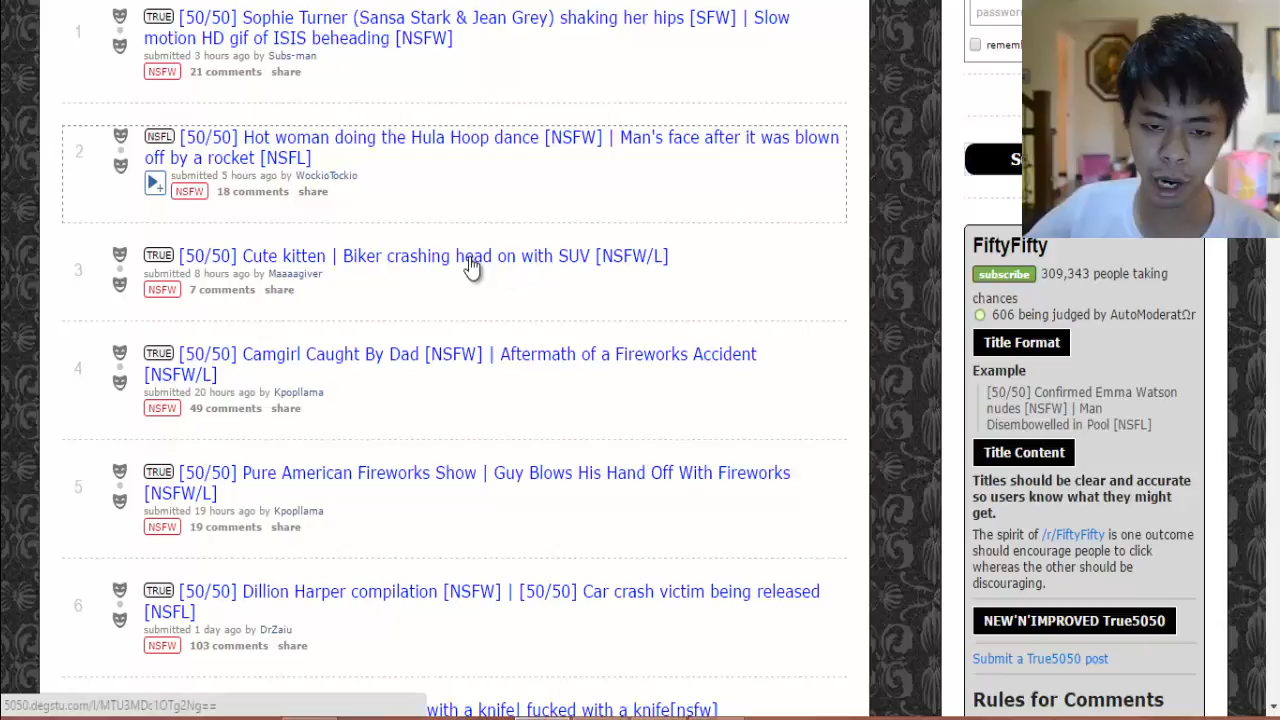 1
TRUE [50/50] Sophie Turner (Sansa Stark & Jean Grey) shaking her hips [SFW] | Slow
motion HD gif of ISIS beheading [NSFW]
submitted 3 hours ago by Subs-man
NSFW 21 comments share
2
NSFL [50/50] Hot woman doing the Hula Hoop dance [NSFW] | Man's face after it was blown
off by a rocket [NSFL]
submitted 5 hours ago by WockioTockio
NSFW 18 comments share
3
TRUE [50/50] Cute kitten | Biker crashing head on with SUV [NSFW/L]
submitted 8 hours ago by Maaaagiver
NSFW 7 comments share
4
TRUE [50/50] Camgirl Caught By Dad [NSFW] | Aftermath of a Fireworks Accident
[NSFW/L]
submitted 20 hours ago by Kpopllama
NSFW 49 comments share
5
TRUE [50/50] Pure American Fireworks Show | Guy Blows His Hand Off With Fireworks
[NSFW/L]
submitted 19 hours ago by Kpopllama
NSFW 19 comments share
6
TRUE [50/50] Dillion Harper compilation [NSFW] | [50/50] Car crash victim being released
[NSFL]
submitted 1 day ago by DrZaiu
NSFW 103 comments share
with a knife| fucked with a knife[nsfw]
5050.degstu.com/l/MTU3MDc1OTg2Ng==
passwor
rememb
S
FiftyFifty
subscribe 309,343 people taking
chances
606 being judged by AutoModeratΩr
Title Format
Example
[50/50] Confirmed Emma Watson
nudes [NSFW] | Man
Disembowelled in Pool [NSFL]
Title Content
Titles should be clear and accurate
so users know what they might
get.
The spirit of /r/FiftyFifty is one outcome
should encourage people to click
whereas the other should be
discouraging.
NEW'N'IMPROVED True5050
Submit a True5050 post
Rules for Comments